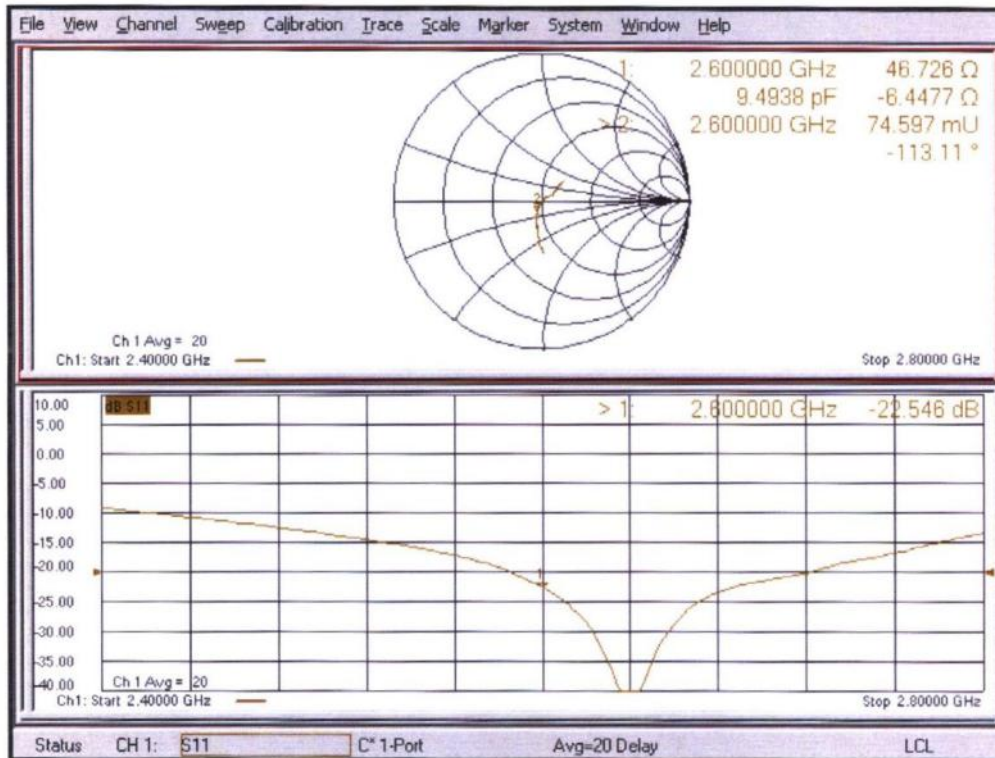 File View Channel Sweep Calibration Trace Scale Marker System Window Help
1: 2.600000 GHz 46.726 Ω
9.4938 pF -6.4477 Ω
> 2: 2.600000 GHz 74.597 mU
-113.11 °
2
Ch 1 Avg = 20
Ch1: Start 2.40000 GHz Stop 2.80000 GHz
10.00 dB S11 > 1: 2.600000 GHz -22.546 dB
5.00
0.00
-5.00
-10.00
-15.00
-20.00
1
-25.00
-30.00
-35.00
-40.00 Ch 1 Avg = 20
Ch1: Start 2.40000 GHz Stop 2.80000 GHz
Status CH 1: S11 C* 1-Port Avg=20 Delay LCL